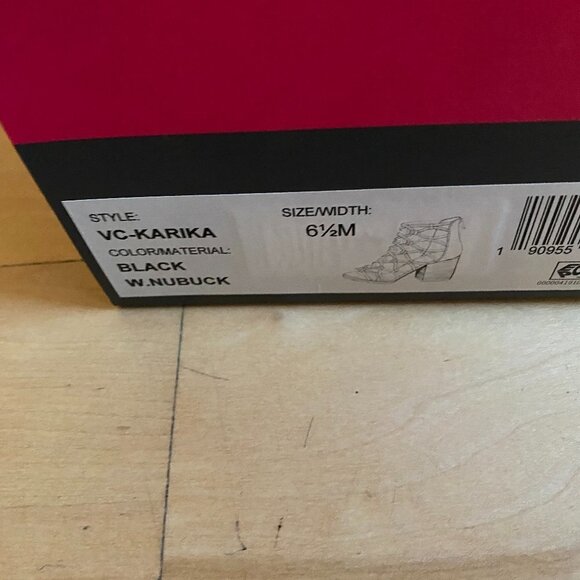 STYLE:
VC-KARIKA
COLOR/MATERIAL:
BLACK
W.NUBUCK
SIZE/WIDTH:
6½M
1 90955